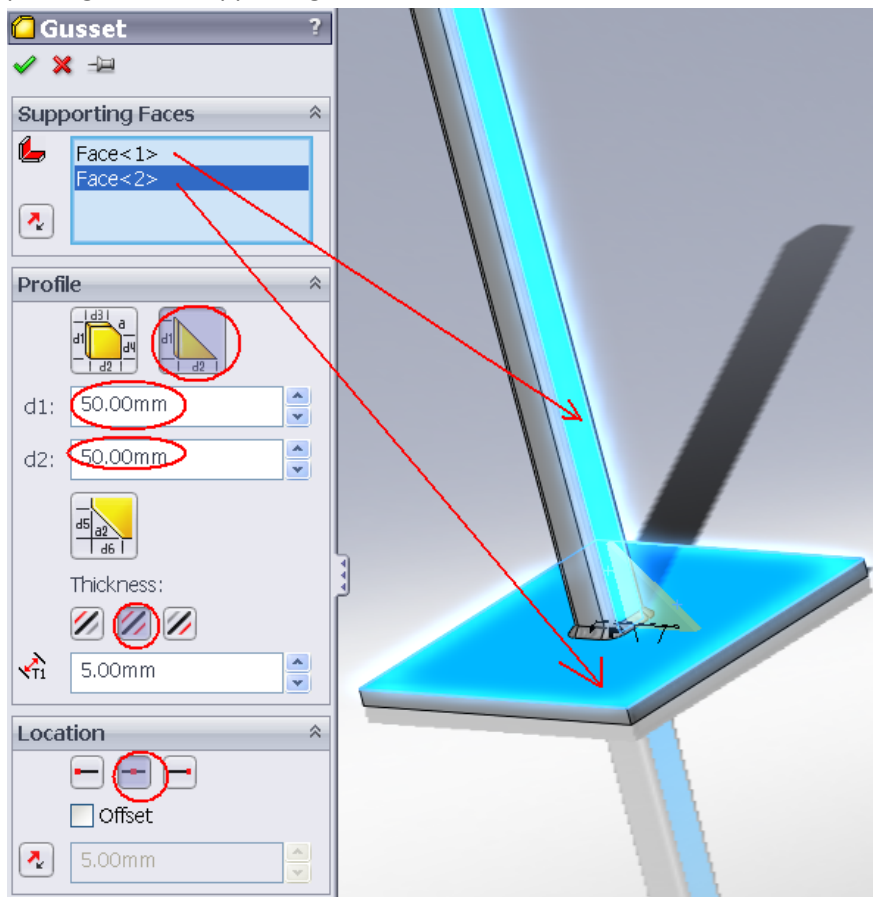 Gusset ?
Supporting Faces
Face<1>
Face<2>
Profile
d3 a
d1 d4
d2
d1
d2
d1: 50.00mm
d2: 50.00mm
d5 a2
d6
Thickness:
T1 5.00mm
Location
Offset
5.00mm